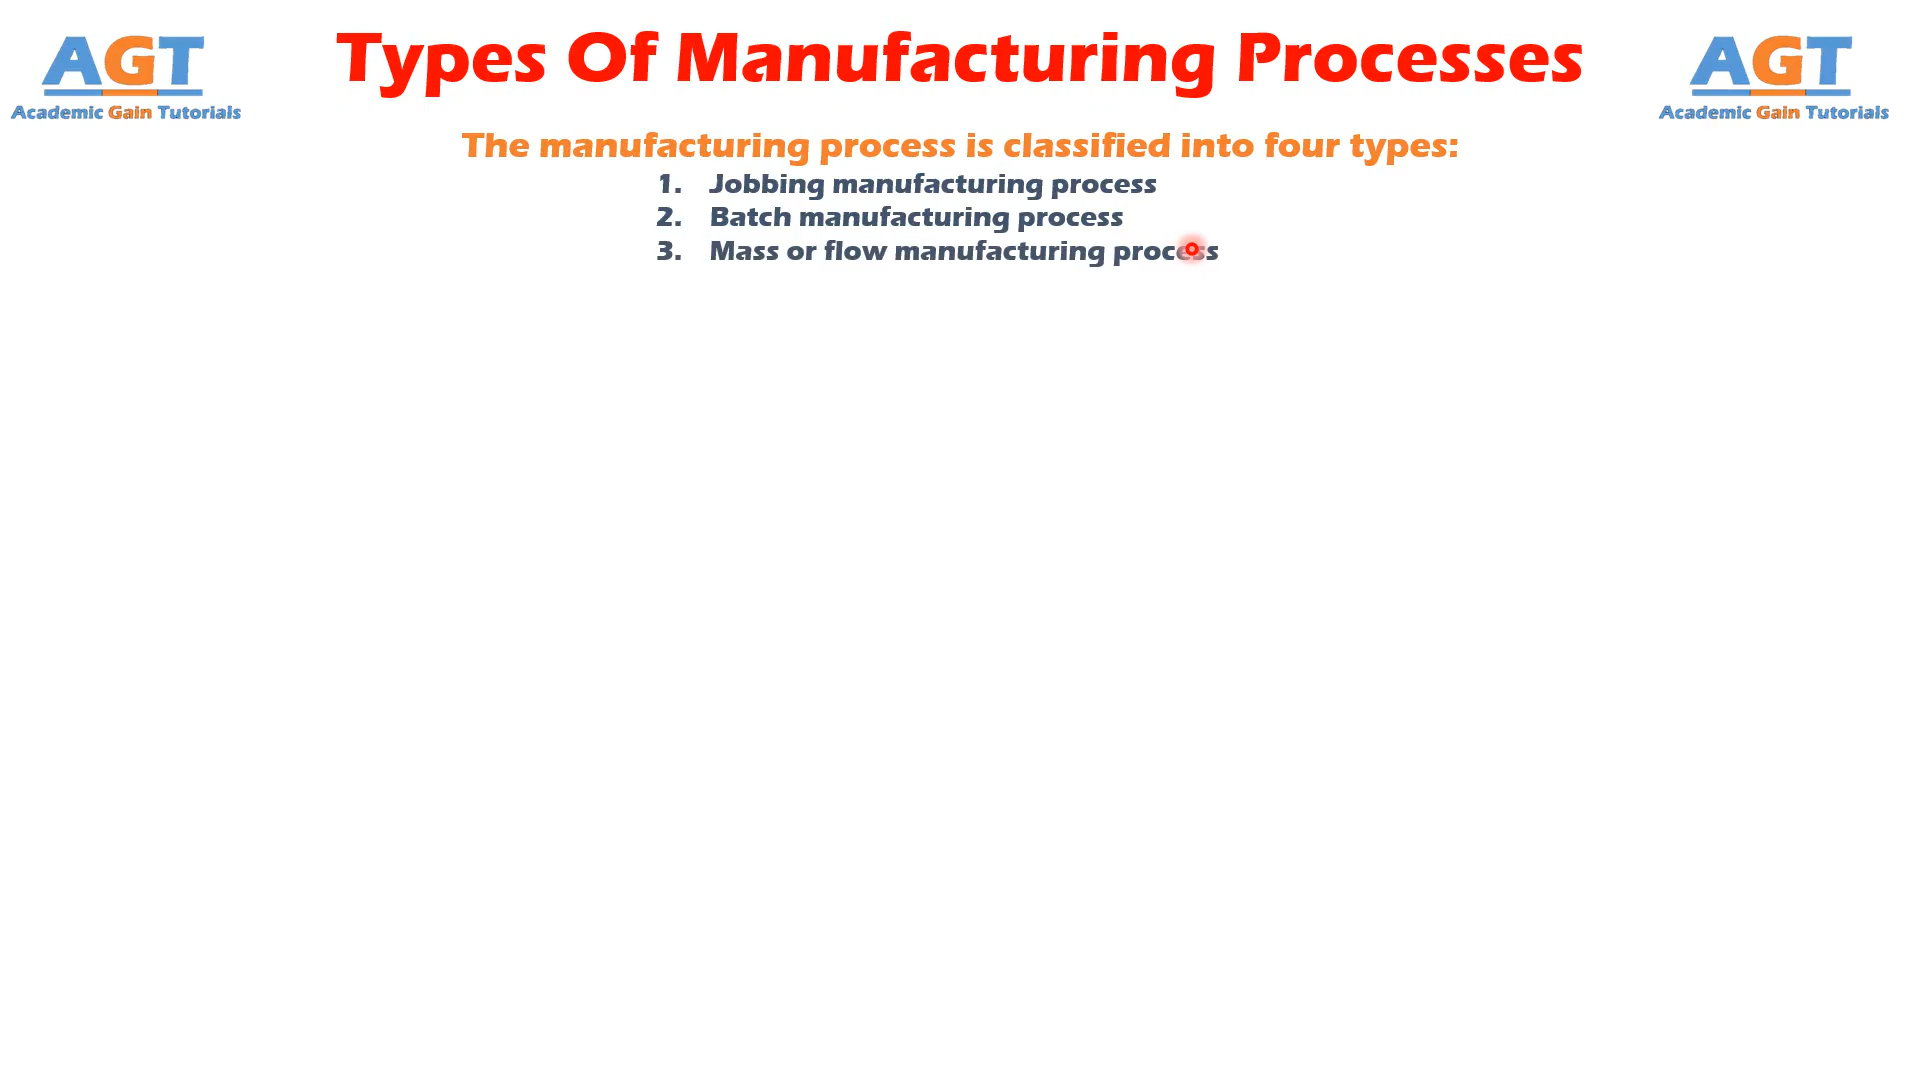 AGT
Academic Gain Tutorials
Types Of Manufacturing Processes
AGT
Academic Gain Tutorials
The manufacturing process is classified into four types:
1. Jobbing manufacturing process
2. Batch manufacturing process
3. Mass or flow manufacturing process